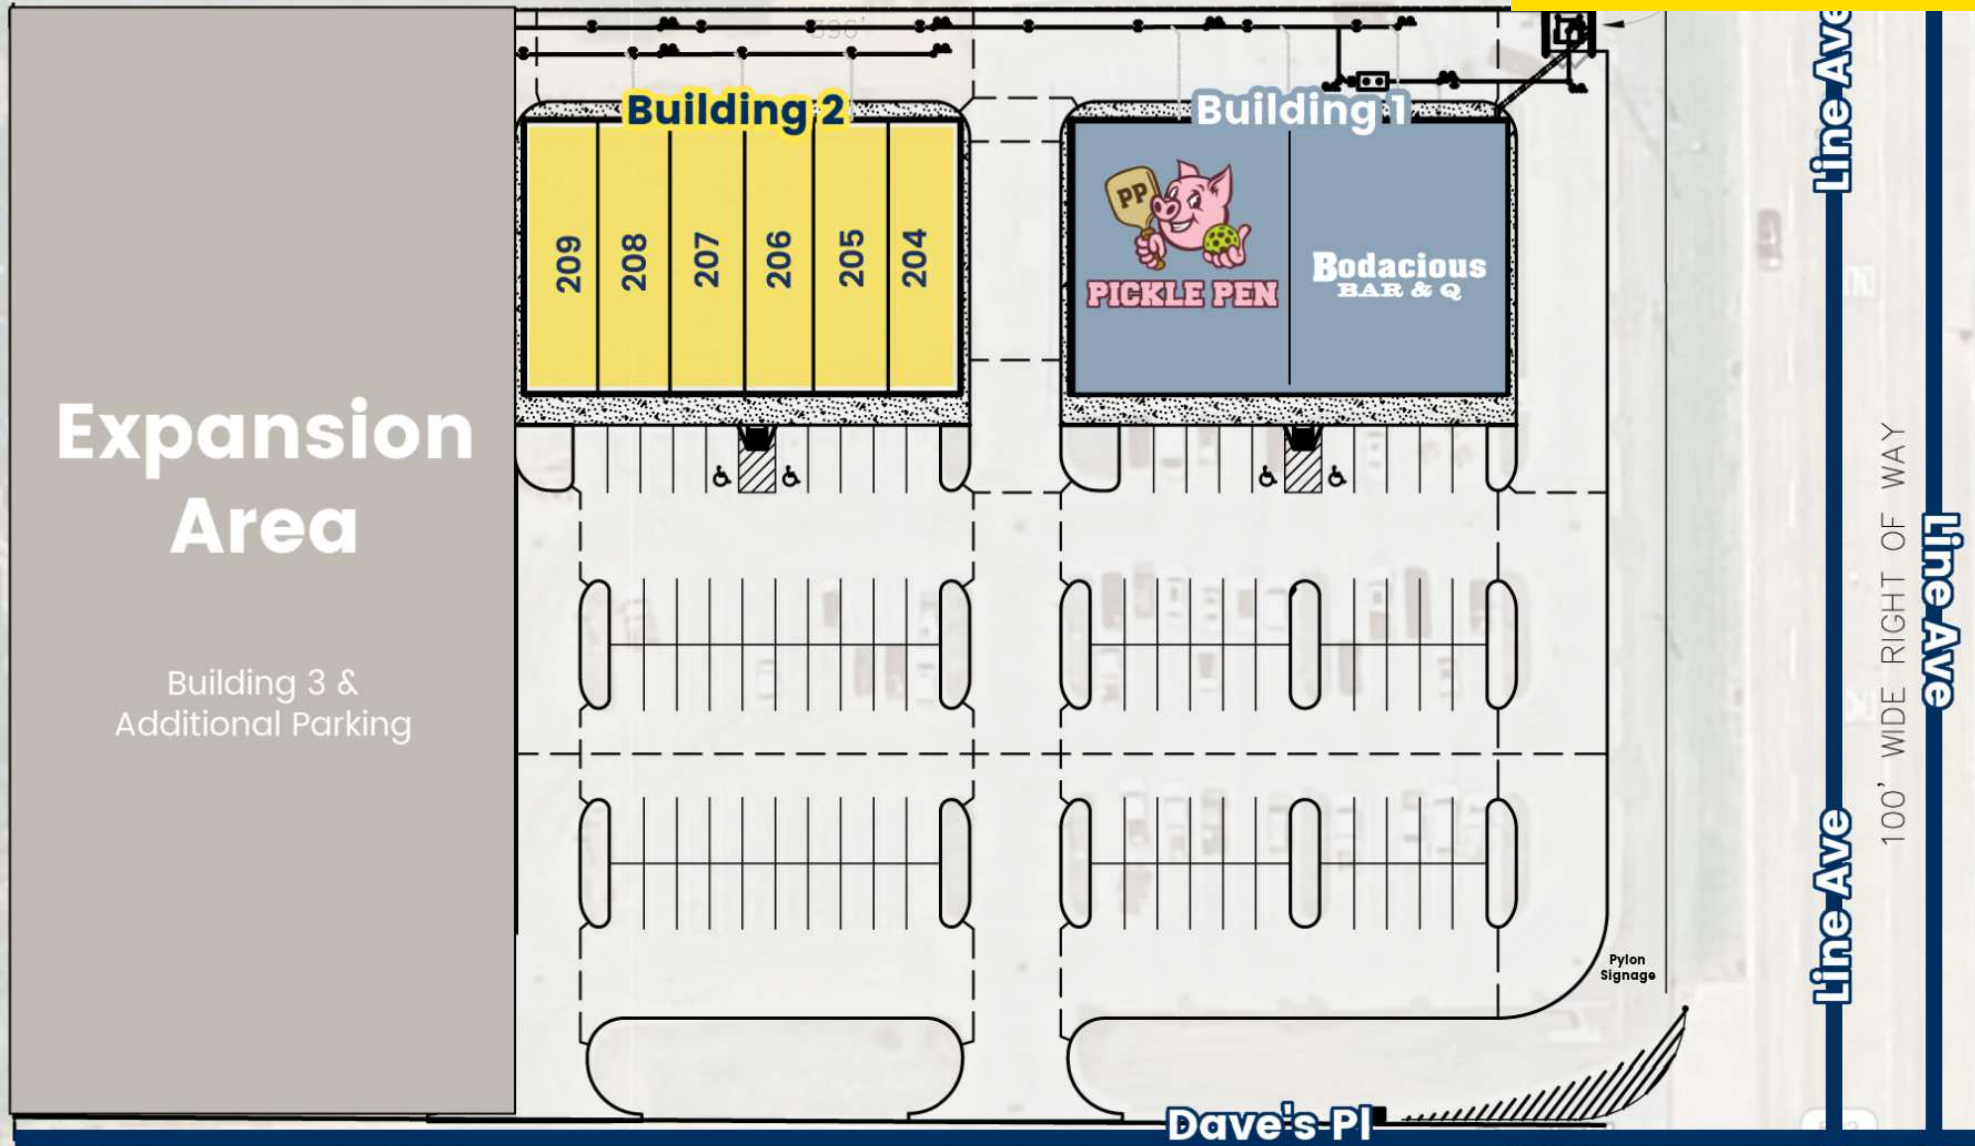 396'
Building 2
Building 1
209
208
207
206
205
204
PP
PICKLE PEN
Bodacious
BAR & Q
Expansion
Area
Building 3 &
Additional Parking
Line Ave
Line Ave
Line Ave
100' WIDE RIGHT OF WAY
Pylon
Signage
Dave's Pl